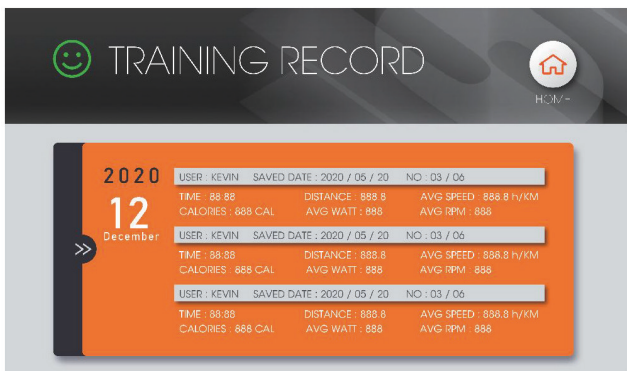 TRAINING RECORD
HOME
2020
12
December
USER : KEVIN SAVED DATE : 2020 / 05 / 20 NO : 03 / 06
TIME : 88:88 DISTANCE : 888.8 AVG SPEED : 888.8 h/KM
CALORIES : 888 CAL AVG WATT : 888 AVG RPM : 888
USER : KEVIN SAVED DATE : 2020 / 05 / 20 NO : 03 / 06
TIME : 88:88 DISTANCE : 888.8 AVG SPEED : 888.8 h/KM
CALORIES : 888 CAL AVG WATT : 888 AVG RPM : 888
USER : KEVIN SAVED DATE : 2020 / 05 / 20 NO : 03 / 06
TIME : 88:88 DISTANCE : 888.8 AVG SPEED : 888.8 h/KM
CALORIES : 888 CAL AVG WATT : 888 AVG RPM : 888